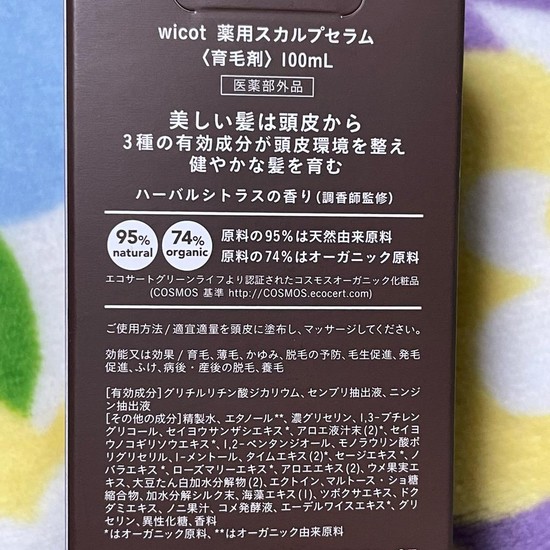 wicot 薬用スカルプセラム
〈育毛剤〉100mL
医薬部外品
美しい髪は頭皮から
3種の有効成分が頭皮環境を整え
健やかな髪を育む
ハーバルシトラスの香り(調香師監修)
95% natural
74% organic
原料の95%は天然由来原料
原料の74%はオーガニック原料
エコサートグリーンライフより認証されたコスモスオーガニック化粧品
(COSMOS 基準 http://COSMOS.ecocert.com)
ご使用方法/適宜適量を頭皮に塗布し、マッサージしてください。
効能又は効果/育毛、薄毛、かゆみ、脱毛の予防、毛生促進、発毛
促進、ふけ、病後・産後の脱毛、養毛
[有効成分]グリチルリチン酸ジカリウム、センブリ抽出液、ニンジ
ン抽出液
[その他の成分]精製水、エタノール**、濃グリセリン、1,3-ブチレン
グリコール、セイヨウサンザシエキス*、アロエ液汁末(2)*、セイヨ
ウノコギリソウエキス*、1,2-ペンタンジオール、モノラウリン酸ポ
リグリセリル、l-メントール、タイムエキス(2)*、セージエキス*、ノ
バラエキス*、ローズマリーエキス*、アロエエキス(2)、ウメ果実エ
キス、大豆たん白加水分解物(2)、エクトイン、マルトース・ショ糖
縮合物、加水分解シルク末、海藻エキス(1)、ツボクサエキス、ドク
ダミエキス、ノニ果汁、コメ発酵液、エーデルワイスエキス*、グリ
セリン、異性化糖、香料
*はオーガニック原料、**はオーガニック由来原料